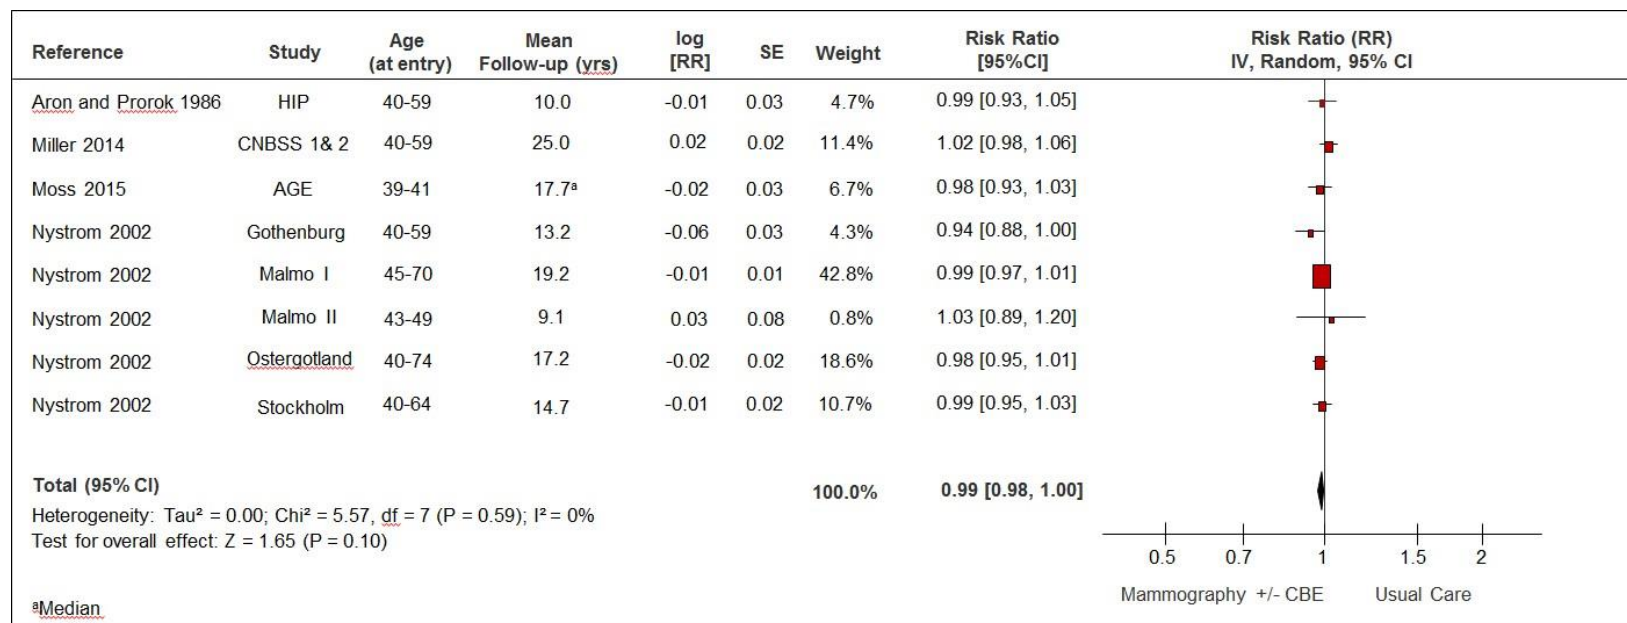 Reference Study Age (at entry) Mean Follow-up (yrs) log [RR] SE Weight Risk Ratio [95%CI] Risk Ratio (RR) IV, Random, 95% CI
Aron and Prorok 1986 HIP 40-59 10.0 -0.01 0.03 4.7% 0.99 [0.93, 1.05]
Miller 2014 CNBSS 1& 2 40-59 25.0 0.02 0.02 11.4% 1.02 [0.98, 1.06]
Moss 2015 AGE 39-41 17.7ᵃ -0.02 0.03 6.7% 0.98 [0.93, 1.03]
Nystrom 2002 Gothenburg 40-59 13.2 -0.06 0.03 4.3% 0.94 [0.88, 1.00]
Nystrom 2002 Malmo I 45-70 19.2 -0.01 0.01 42.8% 0.99 [0.97, 1.01]
Nystrom 2002 Malmo II 43-49 9.1 0.03 0.08 0.8% 1.03 [0.89, 1.20]
Nystrom 2002 Ostergotland 40-74 17.2 -0.02 0.02 18.6% 0.98 [0.95, 1.01]
Nystrom 2002 Stockholm 40-64 14.7 -0.01 0.02 10.7% 0.99 [0.95, 1.03]
Total (95% CI) 100.0% 0.99 [0.98, 1.00]
Heterogeneity: Tau² = 0.00; Chi² = 5.57, df = 7 (P = 0.59); I² = 0%
Test for overall effect: Z = 1.65 (P = 0.10)
0.5 0.7 1 1.5 2
Mammography +/- CBE Usual Care
ᵃMedian